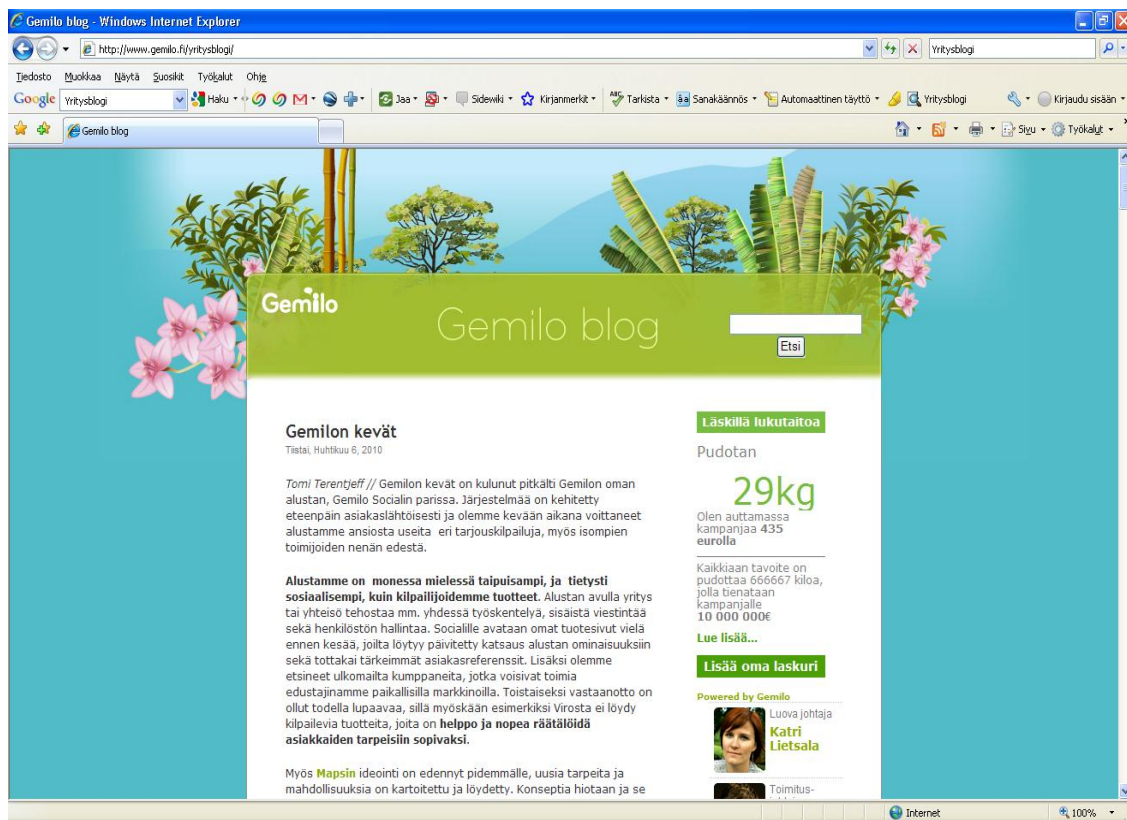 Gemilo blog - Windows Internet Explorer
http://www.gemilo.fi/yritysblogi/
Yritysblogi
Tiedosto Muokkaa Näytä Suosikit Työkalut Ohje
Google Yritysblogi Haku Jaa Sidewiki Kirjanmerkit Tarkista Sanakäännös Automaattinen täyttö Yritysblogi Kirjaudu sisään
Gemilo blog
Sivu Työkalut
Gemilo
Gemilo blog
Etsi
Gemilon kevät
Tiistai, Huhtikuu 6, 2010
Tomi Terentjeff // Gemilon kevät on kulunut pitkälti Gemilon oman
alustan, Gemilo Socialin parissa. Järjestelmää on kehitetty
eteenpäin asiakaslähtöisesti ja olemme kevään aikana voittaneet
alustamme ansiosta useita eri tarjouskilpailuja, myös isompien
toimijoiden nenän edestä.
Alustamme on monessa mielessä taipuisampi, ja tietysti
sosiaalisempi, kuin kilpailijoidemme tuotteet. Alustan avulla yritys
tai yhteisö tehostaa mm. yhdessä työskentelyä, sisäistä viestintää
sekä henkilöstön hallintaa. Socialille avataan omat tuotesivut vielä
ennen kesää, joilta löytyy päivitetty katsaus alustan ominaisuuksiin
sekä tottakai tärkeimmät asiakasreferenssit. Lisäksi olemme
etsineet ulkomailta kumppaneita, jotka voisivat toimia
edustajinamme paikallisilla markkinoilla. Toistaiseksi vastaanotto on
ollut todella lupaavaa, sillä myöskään esimerkiksi Virosta ei löydy
kilpailevia tuotteita, joita on helppo ja nopea räätälöidä
asiakkaiden tarpeisiin sopivaksi.
Myös Mapsin ideointi on edennyt pidemmälle, uusia tarpeita ja
mahdollisuuksia on kartoitettu ja löydetty. Konseptia hiotaan ja se
Läskillä lukutaitoa
Pudotan
29kg
Olen auttamassa
kampanjaa 435
eurolla
Kaikkiaan tavoite on
pudottaa 666667 kiloa,
jolla tienataan
kampanjalle
10 000 000€
Lue lisää...
Lisää oma laskuri
Powered by Gemilo
Luova johtaja
Katri
Lietsala
Toimitus-
Internet
100%